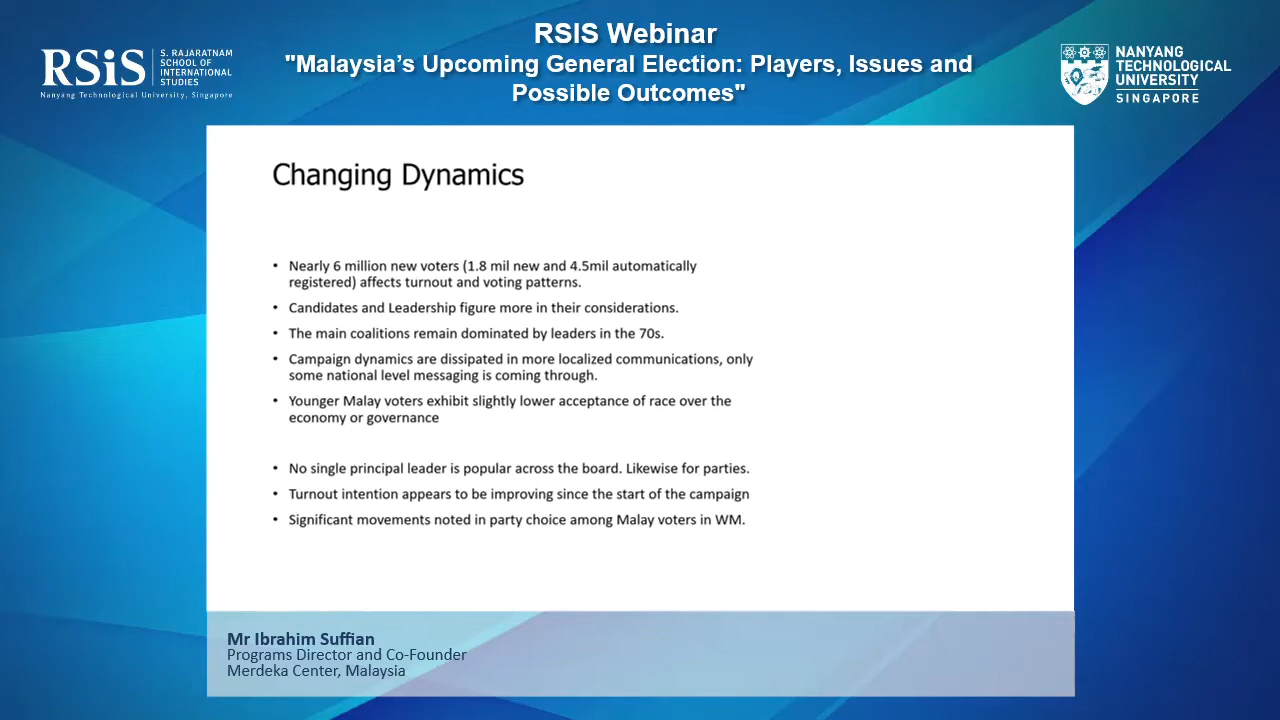 RSIS Webinar
"Malaysia's Upcoming General Election: Players, Issues and
Possible Outcomes"
RSiS
S. RAJARATNAM
SCHOOL OF
INTERNATIONAL
STUDIES
Nanyang Technological University, Singapore
NANYANG
TECHNOLOGICAL
UNIVERSITY
SINGAPORE
Changing Dynamics
• Nearly 6 million new voters (1.8 mil new and 4.5mil automatically
registered) affects turnout and voting patterns.
• Candidates and Leadership figure more in their considerations.
• The main coalitions remain dominated by leaders in the 70s.
• Campaign dynamics are dissipated in more localized communications, only
some national level messaging is coming through.
• Younger Malay voters exhibit slightly lower acceptance of race over the
economy or governance
• No single principal leader is popular across the board. Likewise for parties.
• Turnout intention appears to be improving since the start of the campaign
• Significant movements noted in party choice among Malay voters in WM.
Mr Ibrahim Suffian
Programs Director and Co-Founder
Merdeka Center, Malaysia